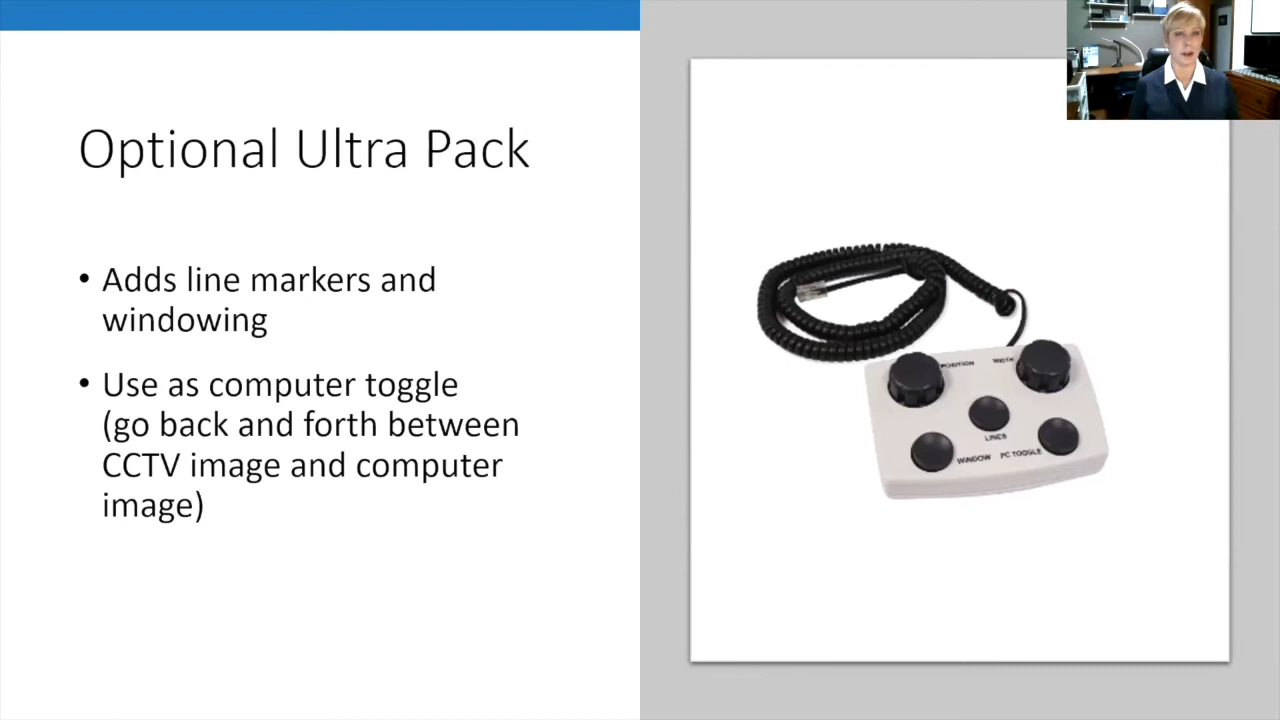 Optional Ultra Pack
• Adds line markers and
windowing
• Use as computer toggle
(go back and forth between
CCTV image and computer
image)
POSITION
WIDTH
LINES
WINDOW
PC TOGGLE